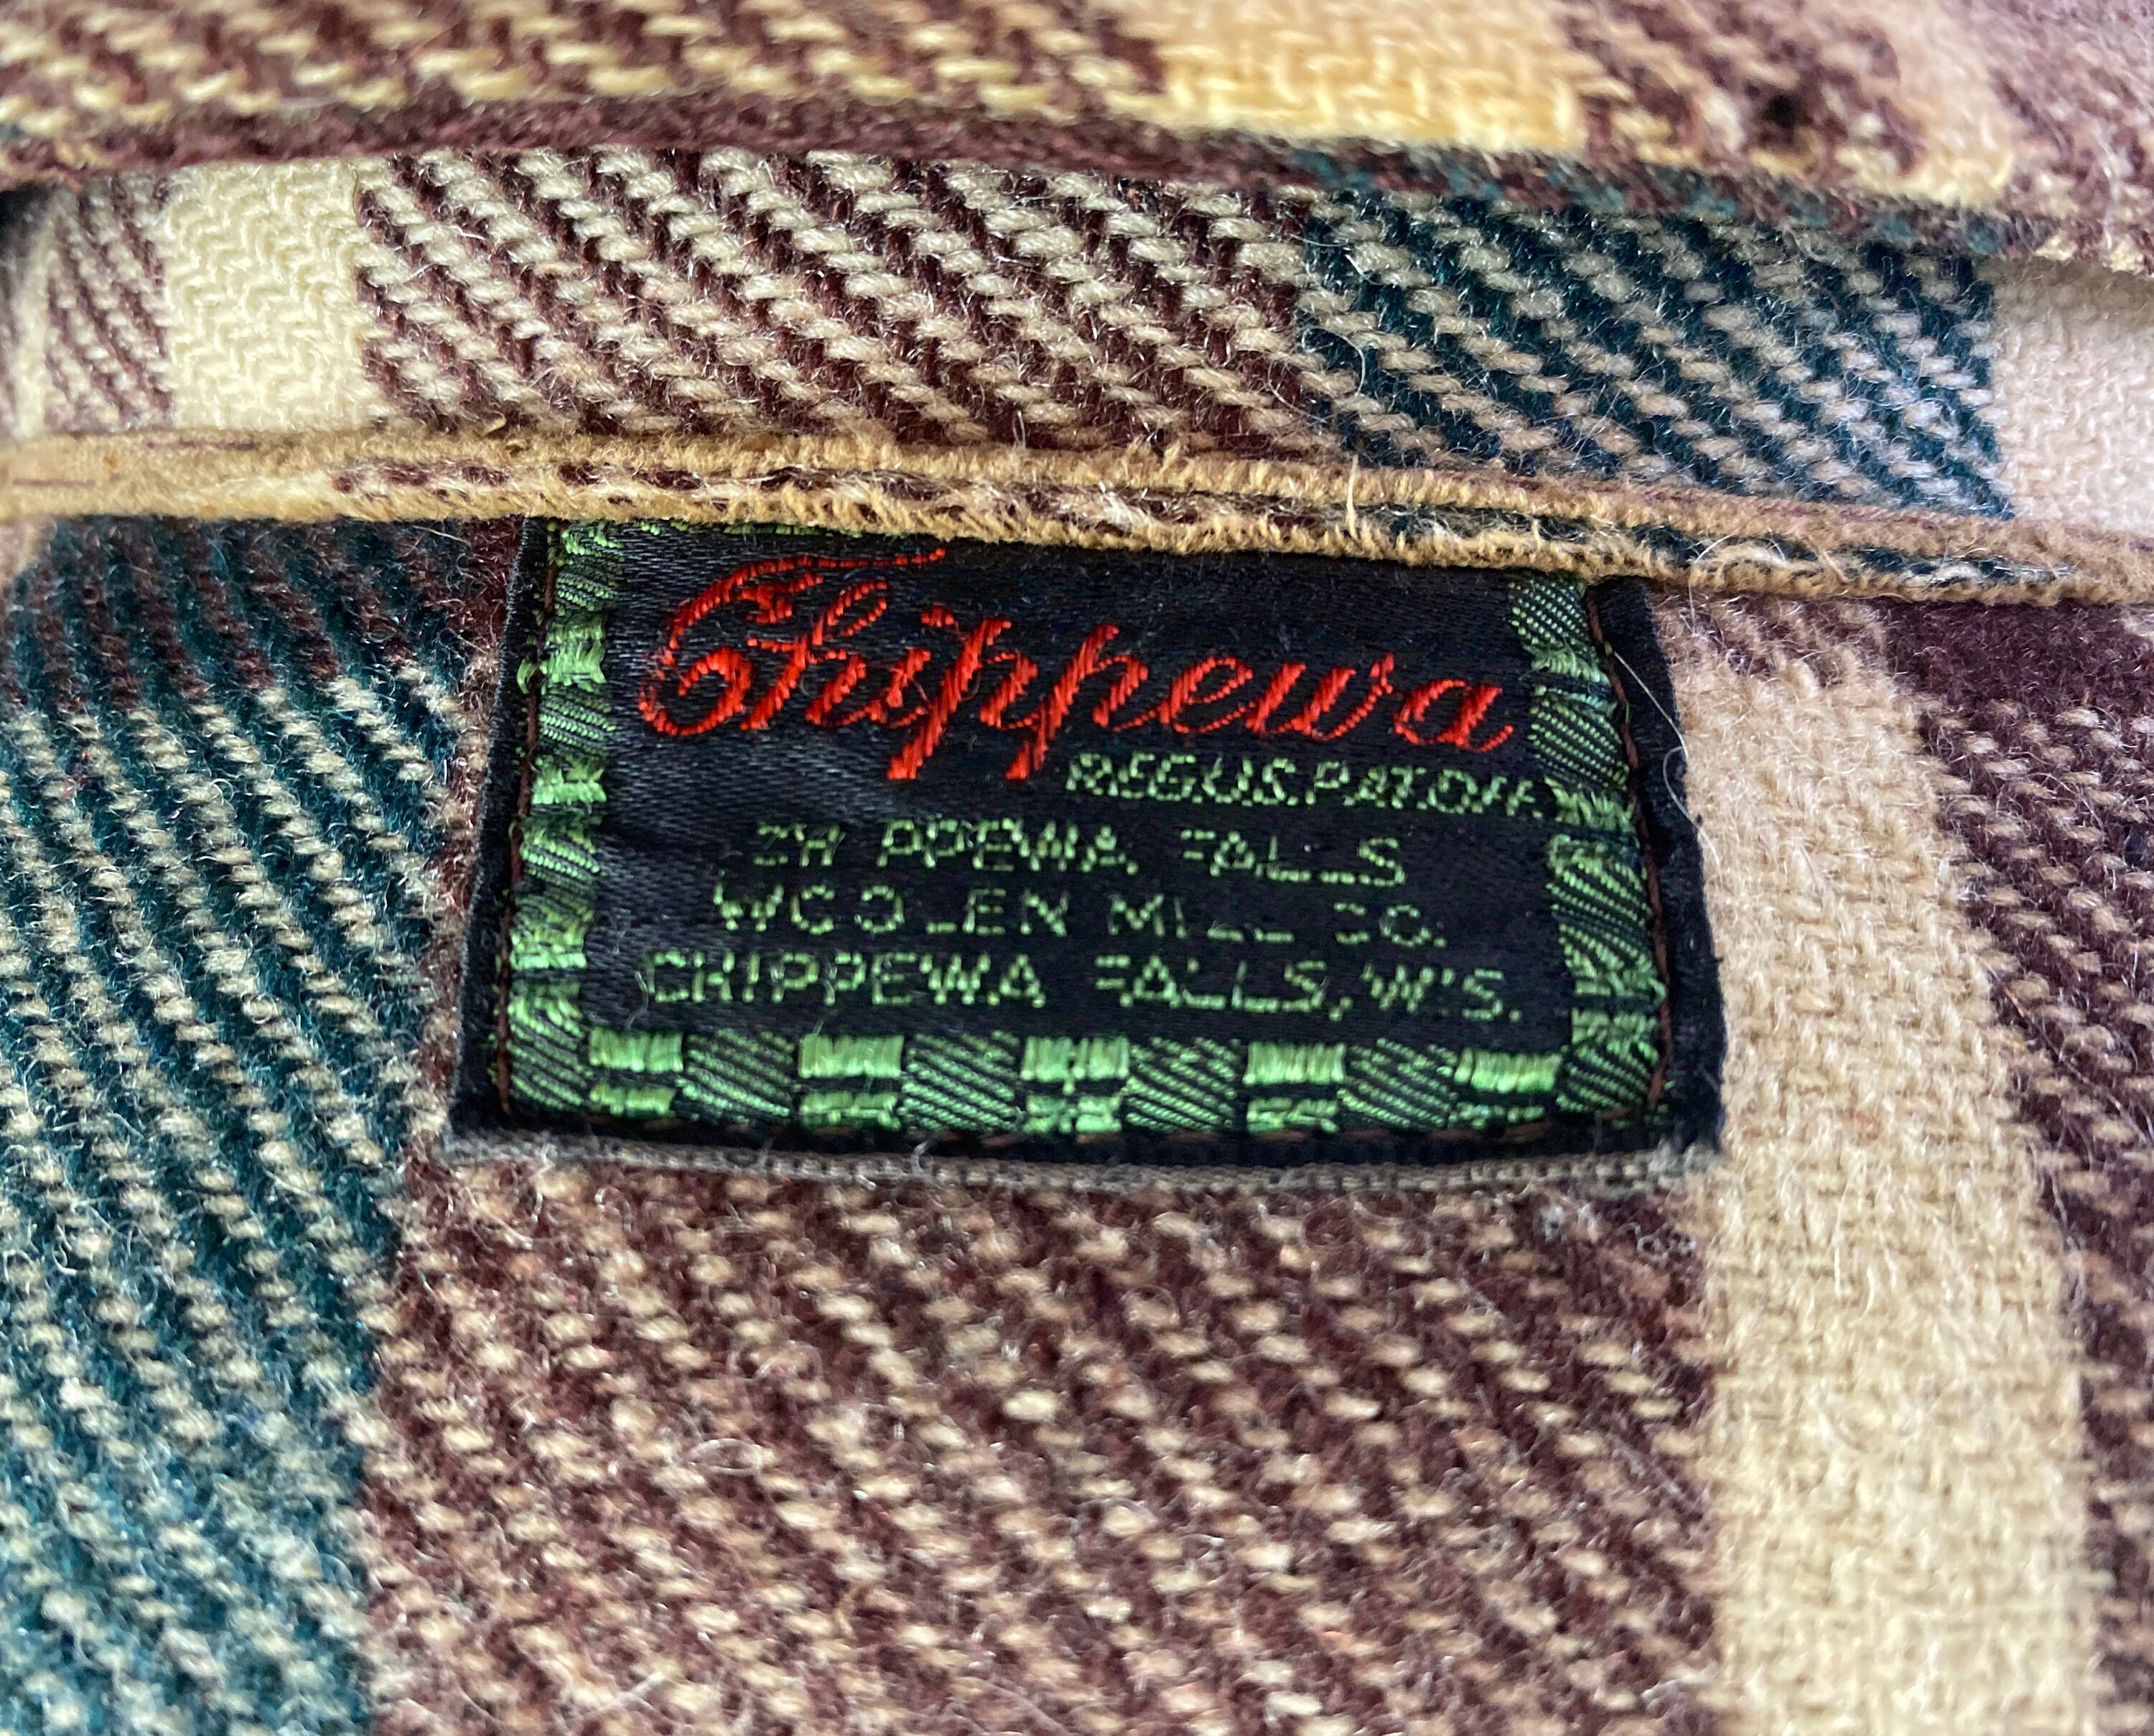 Chippewa
REG.U.S.PAT.OFF.
CHIPPEWA FALLS
WOOLEN MILL CO.
CHIPPEWA FALLS, WIS.